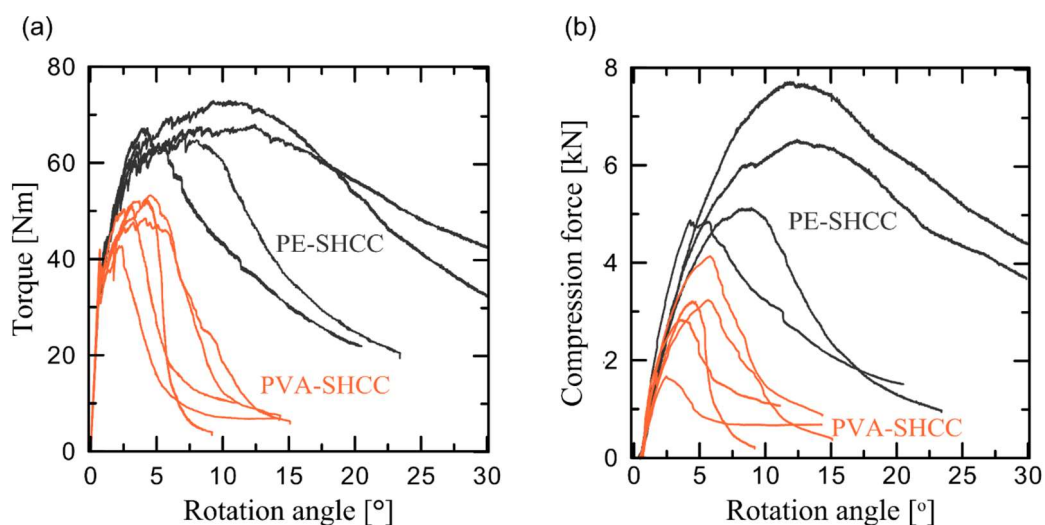 (a)
(b)
80
60
40
20
0
Torque [Nm]
PE-SHCC
PVA-SHCC
0 5 10 15 20 25 30
Rotation angle [°]
8
6
4
2
0
Compression force [kN]
PE-SHCC
PVA-SHCC
0 5 10 15 20 25 30
Rotation angle [o]